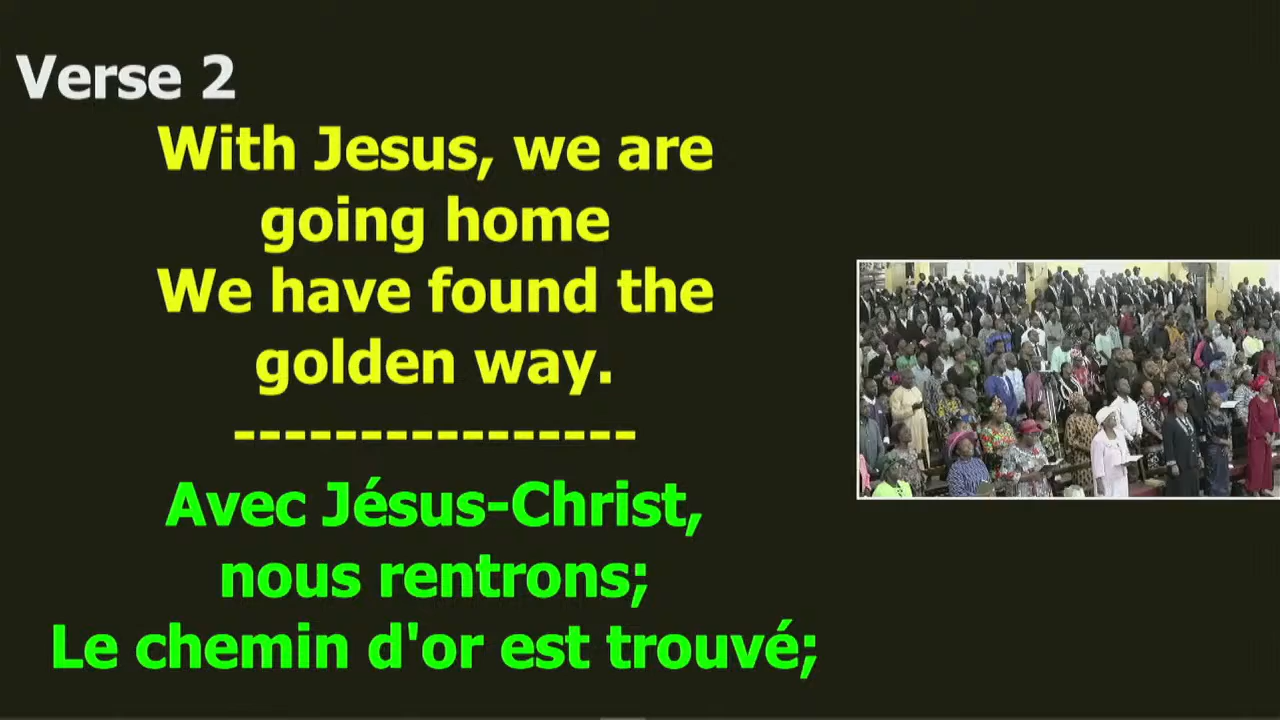 Verse 2
With Jesus, we are
going home
We have found the
golden way.
----------------
Avec Jésus-Christ,
nous rentrons;
Le chemin d'or est trouvé;